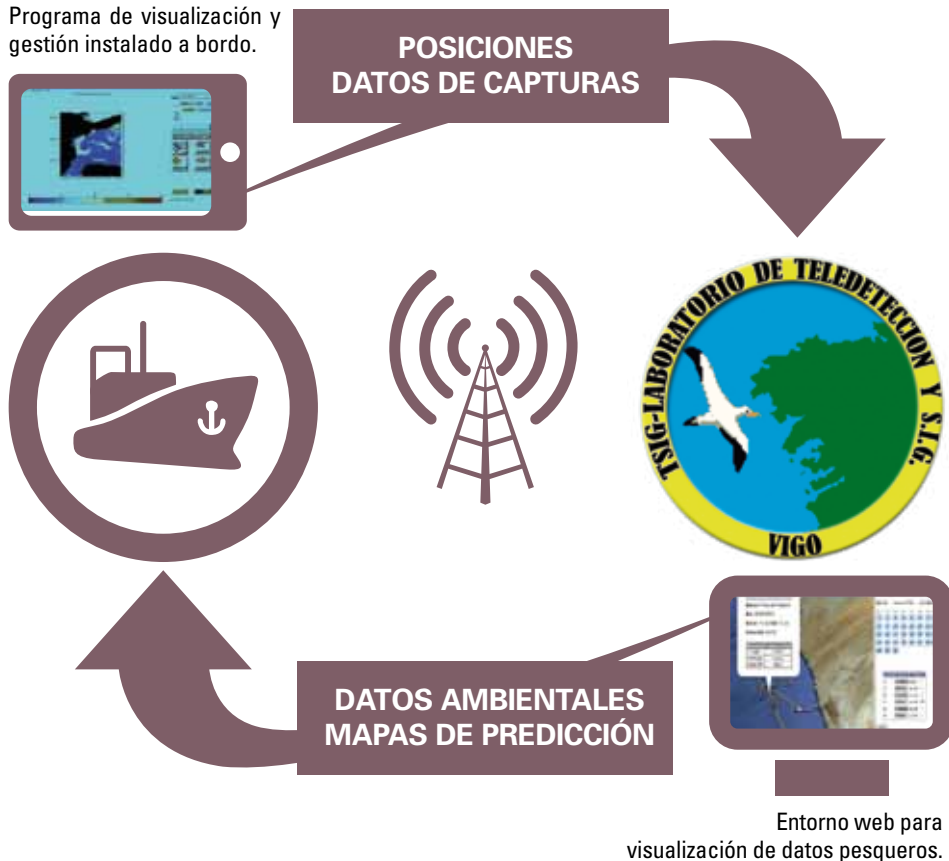 Programa de visualización y
gestión instalado a bordo.
POSICIONES
DATOS DE CAPTURAS
TSIG-LABORATORIO DE TELEDETECCION Y S.I.G.
VIGO
DATOS AMBIENTALES
MAPAS DE PREDICCIÓN
Entorno web para
visualización de datos pesqueros.